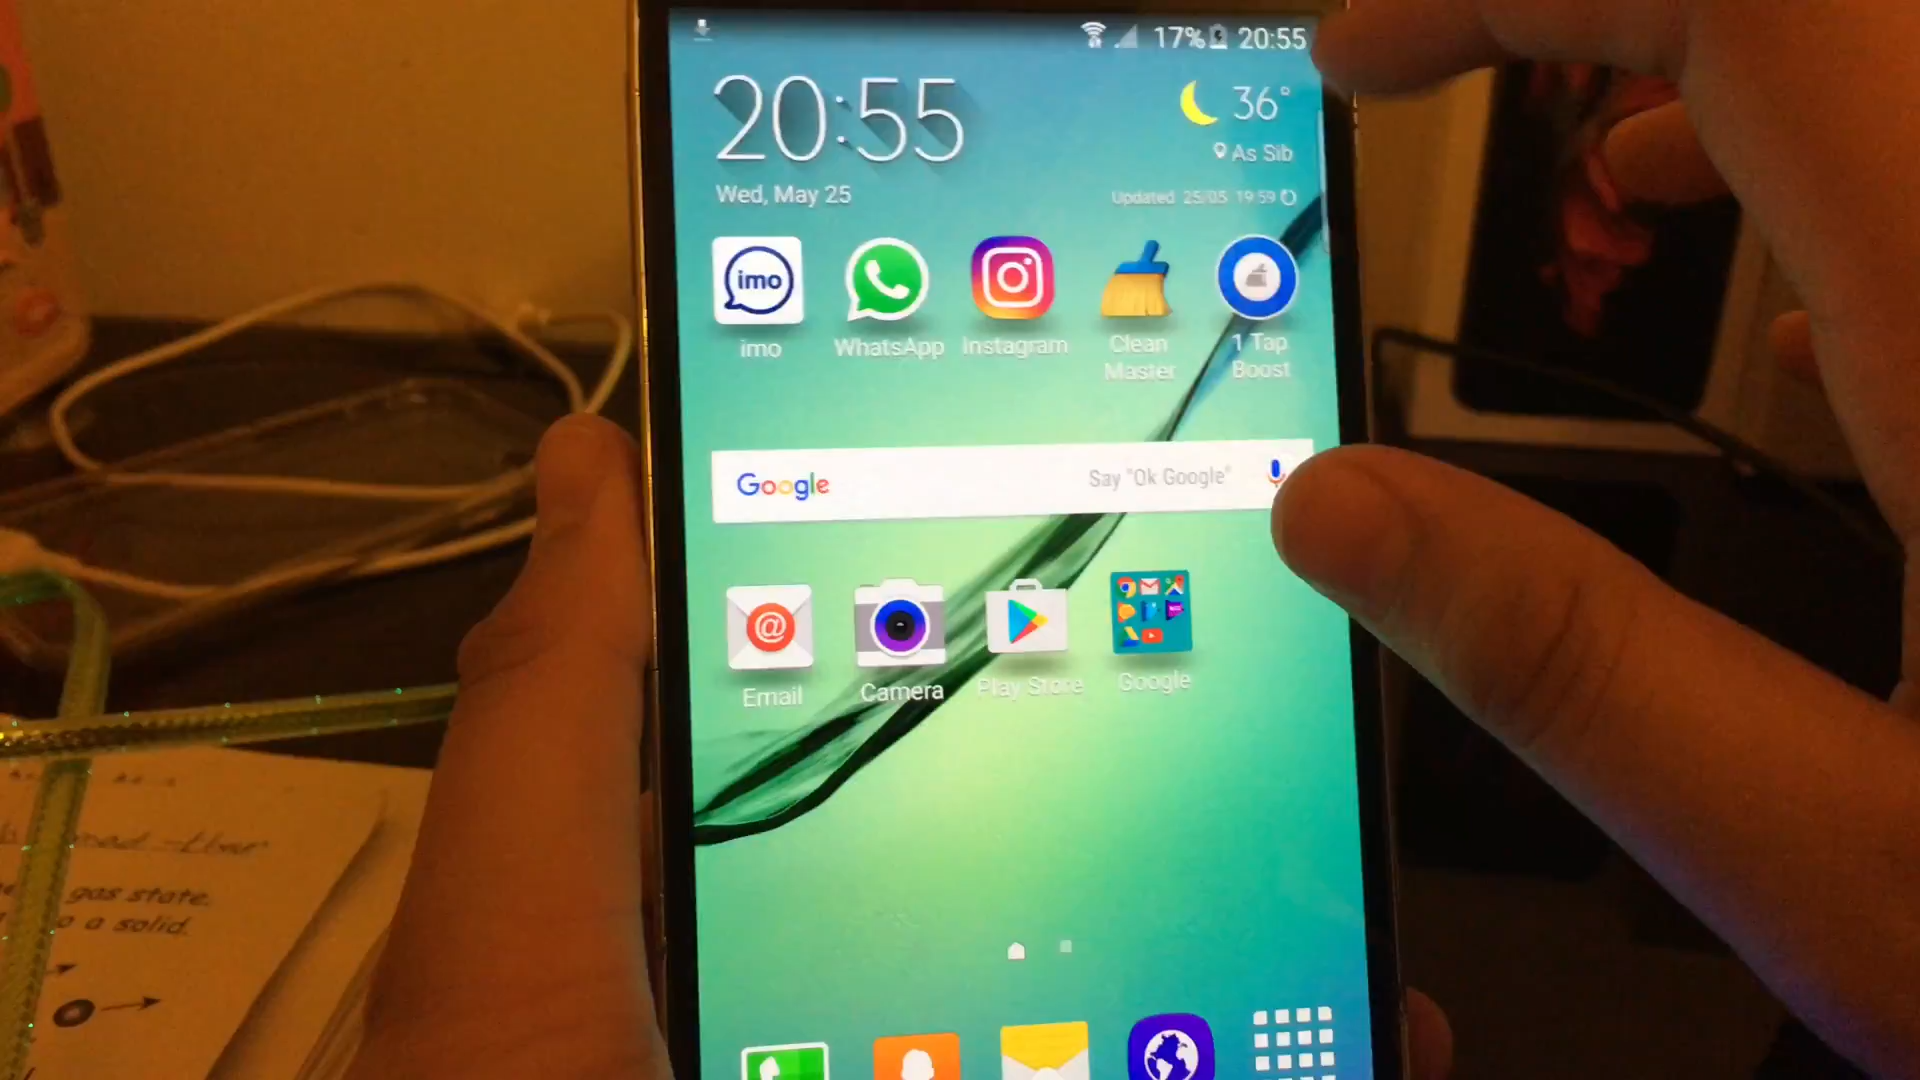 17% 20:55
20:55
36°
As Sib
Wed, May 25
Updated 25/05 19:59
imo
imo
WhatsApp
Instagram
Clean
Master
1 Tap
Boost
Google
Say "Ok Google"
@
Email
Camera
Play Store
Google
gas state.
a solid.